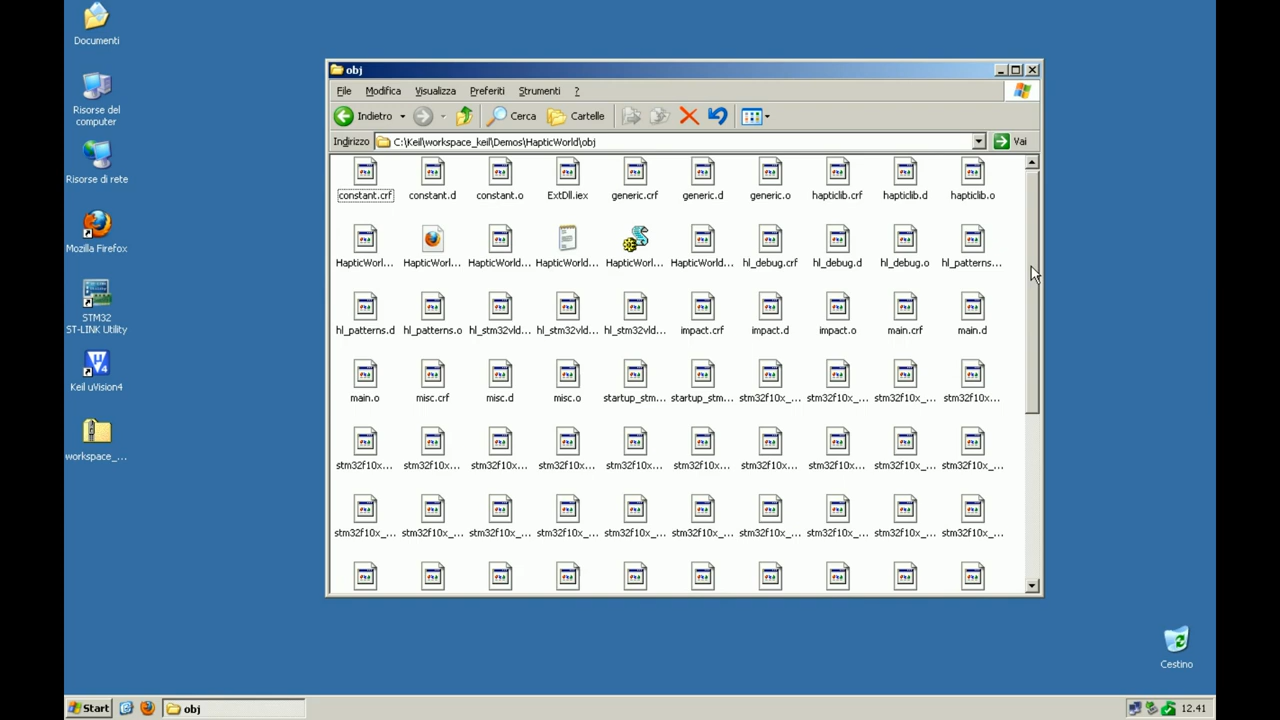 Documenti
Risorse del
computer
Risorse di rete
Mozilla Firefox
STM32
ST-LINK Utility
Keil uVision4
workspace_...
obj
File Modifica Visualizza Preferiti Strumenti ?
Indietro Cerca Cartelle
Indirizzo C:\Keil\workspace_keil\Demos\HapticWorld\obj Vai
constant.crf constant.d constant.o ExtDll.iex generic.crf generic.d generic.o hapticlib.crf hapticlib.d hapticlib.o
HapticWorl... HapticWorl... HapticWorld... HapticWorld... HapticWorl... HapticWorld... hl_debug.crf hl_debug.d hl_debug.o hl_patterns...
hl_patterns.d hl_patterns.o hl_stm32vld... hl_stm32vld... hl_stm32vld... impact.crf impact.d impact.o main.crf main.d
main.o misc.crf misc.d misc.o startup_stm... startup_stm... stm32f10x_... stm32f10x_... stm32f10x_... stm32f10x...
stm32f10x... stm32f10x... stm32f10x... stm32f10x... stm32f10x... stm32f10x... stm32f10x... stm32f10x... stm32f10x_... stm32f10x_...
stm32f10x_... stm32f10x_... stm32f10x_... stm32f10x_... stm32f10x_... stm32f10x_... stm32f10x_... stm32f10x_... stm32f10x_... stm32f10x_...
Cestino
Start obj 12.41